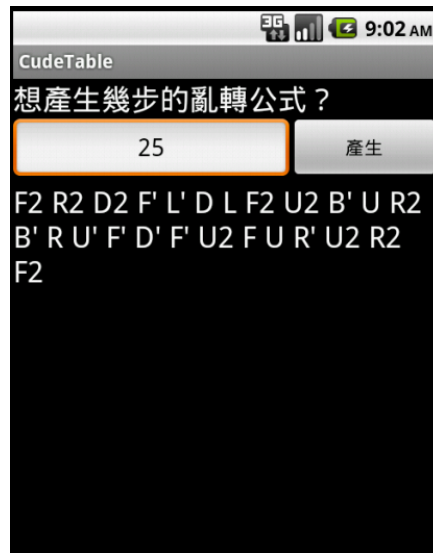 3G 9:02 AM
CudeTable
想產生幾步的亂轉公式？
25 產生
F2 R2 D2 F' L' D L F2 U2 B' U R2
B' R U' F' D' F' U2 F U R' U2 R2
F2